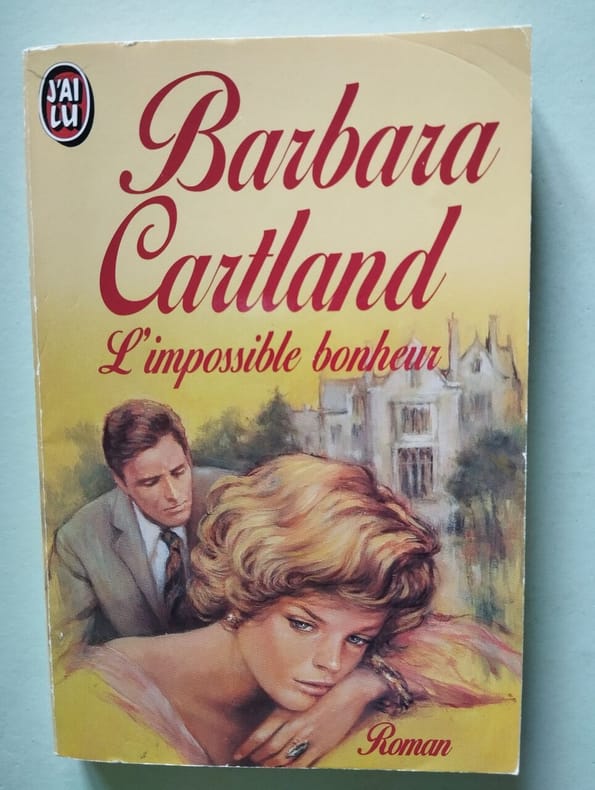 J'AI
LU
Barbara
Cartland
L'impossible bonheur
Roman